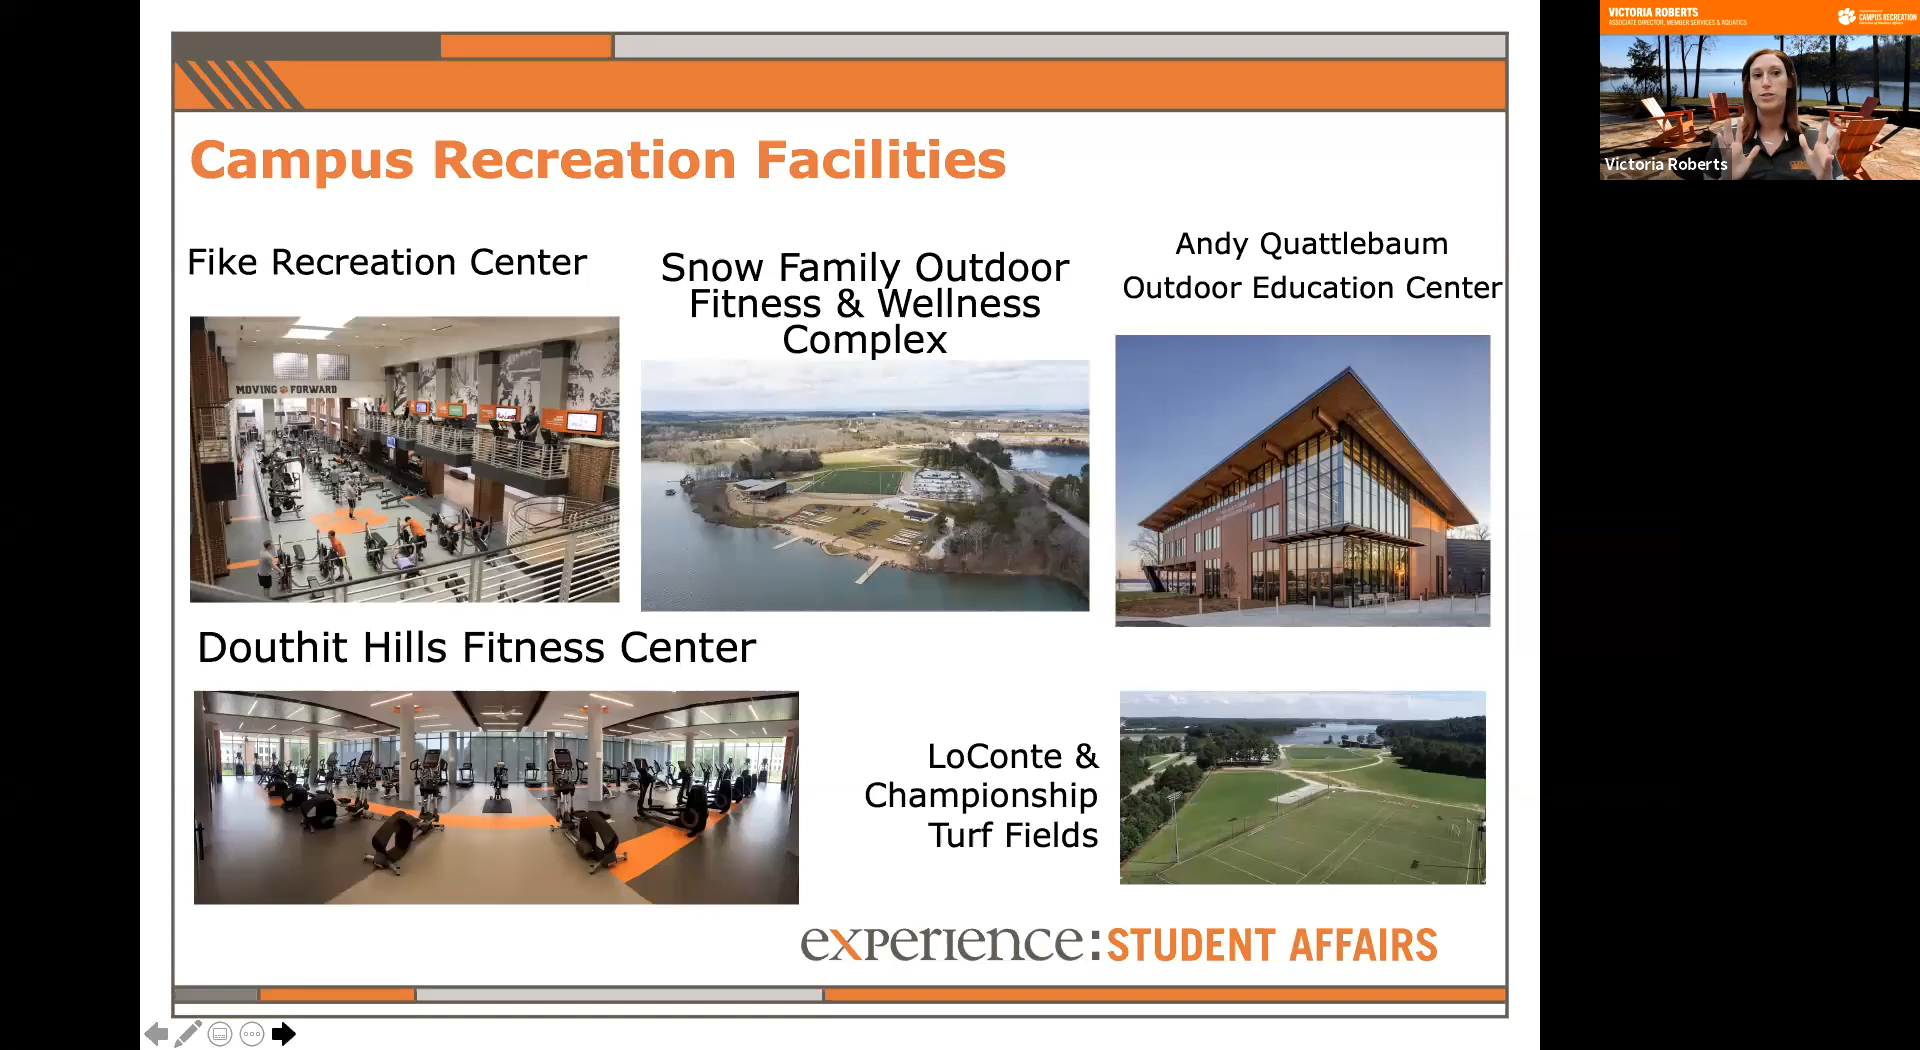 Campus Recreation Facilities
Fike Recreation Center
Snow Family Outdoor
Fitness & Wellness
Complex
Andy Quattlebaum
Outdoor Education Center
MOVING FORWARD
Douthit Hills Fitness Center
LoConte &
Championship
Turf Fields
experience:STUDENT AFFAIRS
VICTORIA ROBERTS
ASSOCIATE DIRECTOR, MEMBER SERVICES & AQUATICS
CAMPUS RECREATION
Victoria Roberts